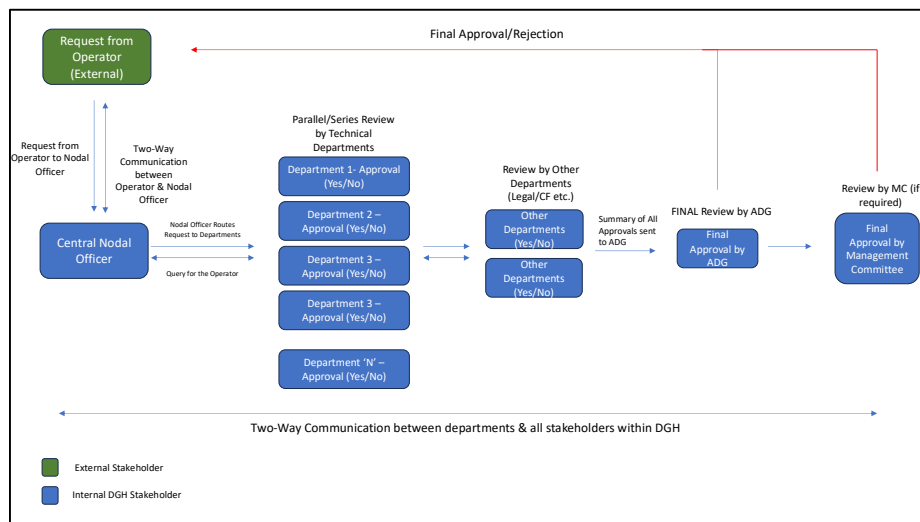 Final Approval/Rejection
Request from
Operator
(External)
Request from
Operator to Nodal
Officer
Two-Way
Communication
between
Operator & Nodal
Officer
Central Nodal
Officer
Nodal Officer Routes
Request to Departments
Query for the Operator
Parallel/Series Review
by Technical
Departments
Department 1- Approval
(Yes/No)
Department 2 –
Approval (Yes/No)
Department 3 –
Approval (Yes/No)
Department 3 –
Approval (Yes/No)
Department 'N' –
Approval (Yes/No)
Review by Other
Departments
(Legal/CF etc.)
Other
Departments
(Yes/No)
Other
Departments
(Yes/No)
Summary of All
Approvals sent
to ADG
FINAL Review by ADG
Final
Approval by
ADG
Review by MC (if
required)
Final
Approval by
Management
Committee
Two-Way Communication between departments & all stakeholders within DGH
External Stakeholder
Internal DGH Stakeholder